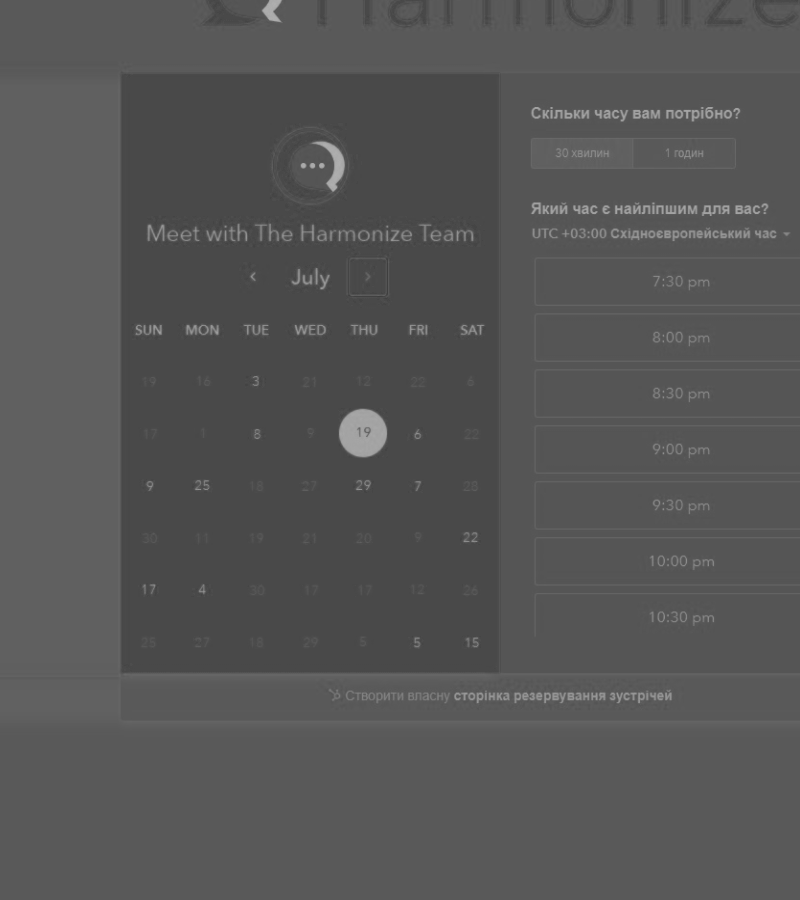 Harmonize
Meet with The Harmonize Team
July
SUN MON TUE WED THU FRI SAT
19 16 3 21 12 22 6
17 1 8 9 19 6 22
9 25 18 27 29 7 28
30 11 19 21 20 9 22
17 4 30 17 17 12 26
25 27 18 29 5 5 15
Скільки часу вам потрібно?
30 хвилин 1 годин
Який час є найліпшим для вас?
UTC +03:00 Східноєвропейський час
7:30 pm
8:00 pm
8:30 pm
9:00 pm
9:30 pm
10:00 pm
10:30 pm
Створити власну сторінка резервування зустрічей